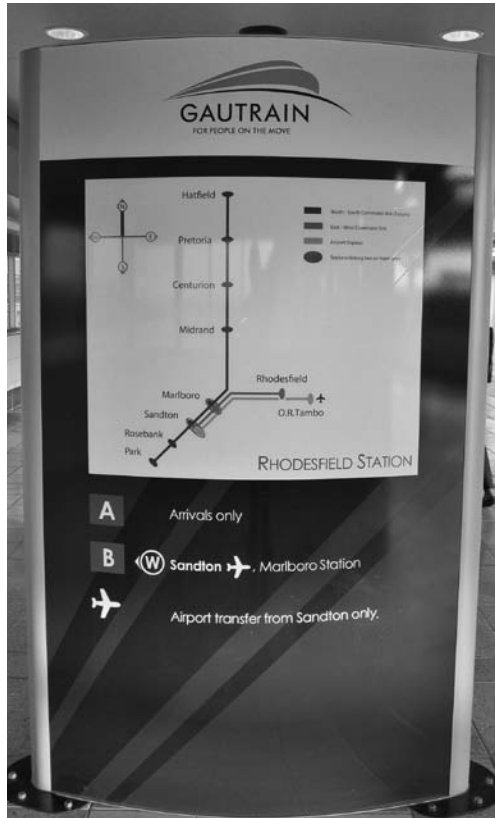 GAUTRAIN
FOR PEOPLE ON THE MOVE
N
W
E
S
Hatfield
Pretoria
Centurion
Midrand
Marlboro
Sandton
Rosebank
Park
Rhodesfield
O.R.Tambo
RHODESFIELD STATION
A Arrivals only
B W Sandton , Marlboro Station
Airport transfer from Sandton only.